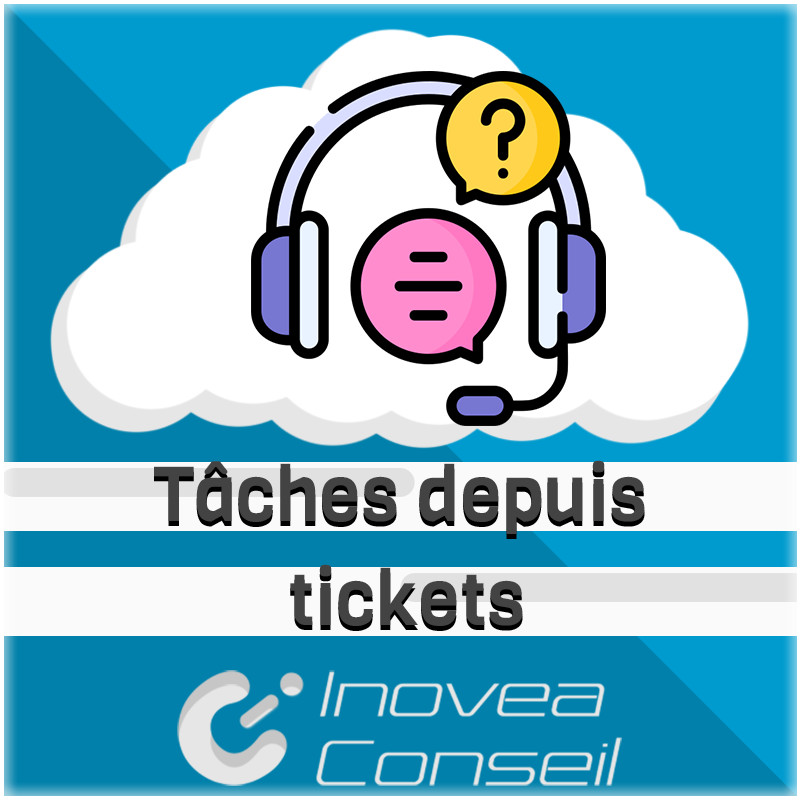 ?
Tâches depuis
tickets
Inovea
Conseil